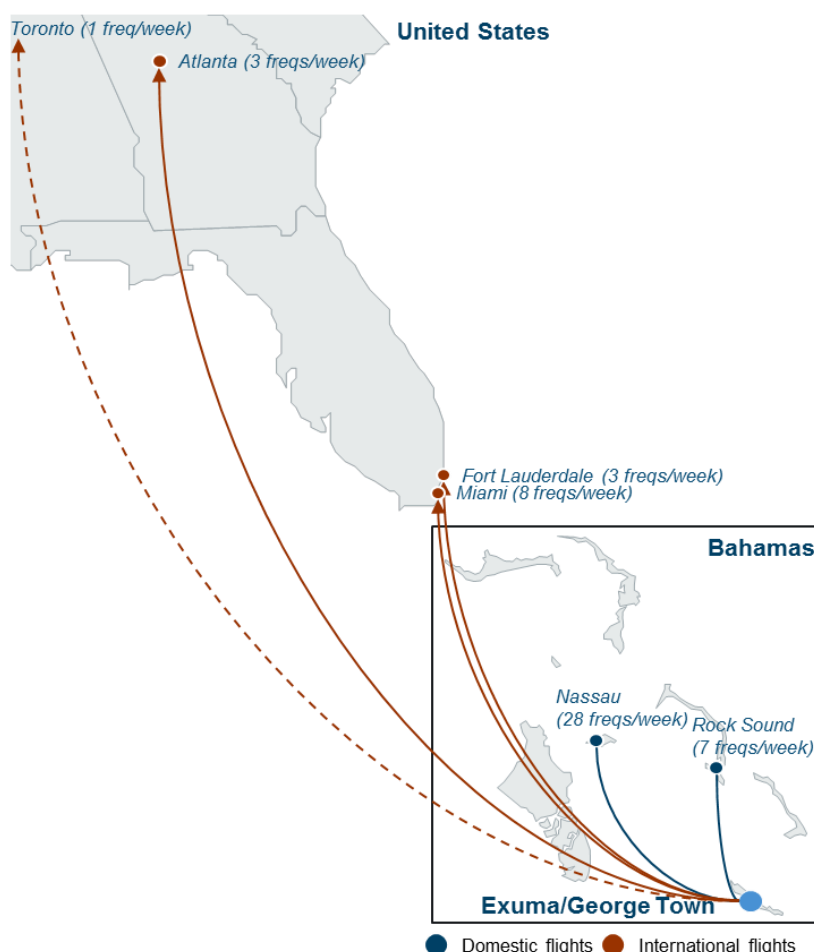 Toronto (1 freq/week)
United States
Atlanta (3 freqs/week)
Fort Lauderdale (3 freqs/week)
Miami (8 freqs/week)
Bahamas
Nassau
(28 freqs/week)
Rock Sound
(7 freqs/week)
Exuma/George Town
Domestic flights
International flights